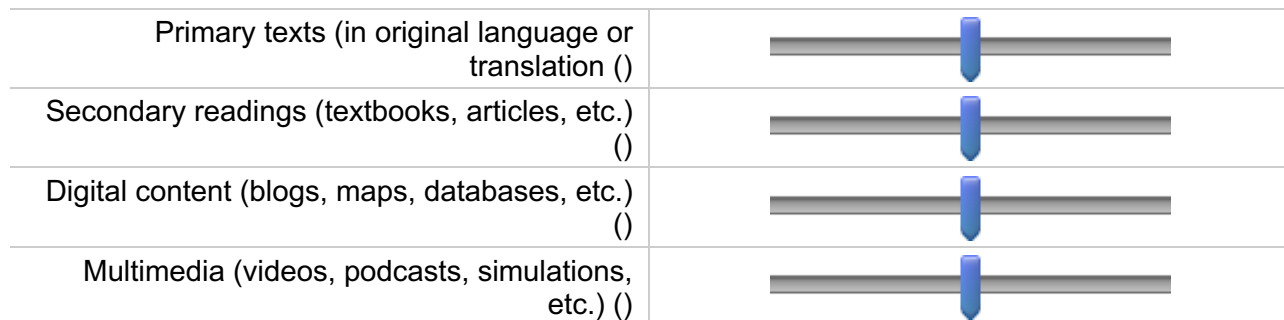 Primary texts (in original language or
translation ()
Secondary readings (textbooks, articles, etc.)
()
Digital content (blogs, maps, databases, etc.)
()
Multimedia (videos, podcasts, simulations,
etc.) ()